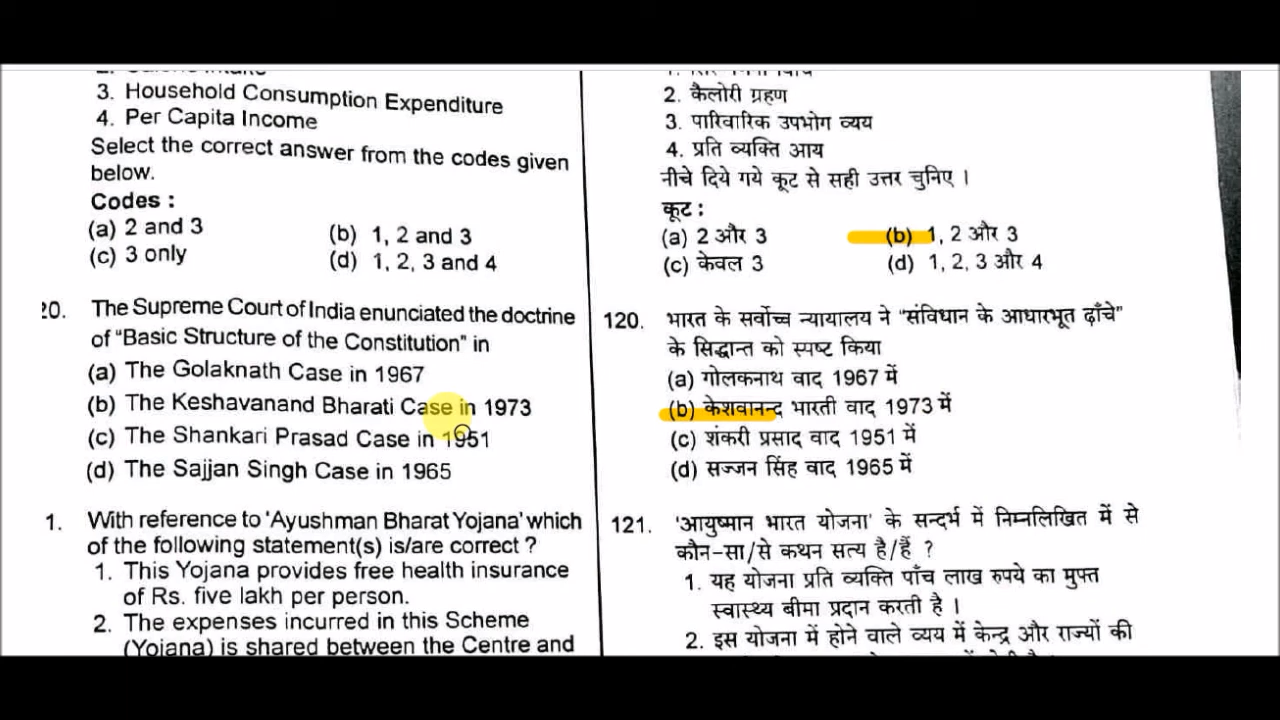 3. Household Consumption Expenditure
4. Per Capita Income
Select the correct answer from the codes given
below.
Codes :
(a) 2 and 3
(b) 1, 2 and 3
(c) 3 only
(d) 1, 2, 3 and 4
20. The Supreme Court of India enunciated the doctrine
of “Basic Structure of the Constitution” in
(a) The Golaknath Case in 1967
(b) The Keshavanand Bharati Case in 1973
(c) The Shankari Prasad Case in 1951
(d) The Sajjan Singh Case in 1965
1. With reference to ‘Ayushman Bharat Yojana’ which
of the following statement(s) is/are correct ?
1. This Yojana provides free health insurance
of Rs. five lakh per person.
2. The expenses incurred in this Scheme
(Yojana) is shared between the Centre and
2. कैलोरी ग्रहण
3. पारिवारिक उपभोग व्यय
4. प्रति व्यक्ति आय
नीचे दिये गये कूट से सही उत्तर चुनिए ।
कूट :
(a) 2 और 3
(b) 1, 2 और 3
(c) केवल 3
(d) 1, 2, 3 और 4
120. भारत के सर्वोच्च न्यायालय ने “संविधान के आधारभूत ढ़ाँचे”
के सिद्धान्त को स्पष्ट किया
(a) गोलकनाथ वाद 1967 में
(b) केशवानन्द भारती वाद 1973 में
(c) शंकरी प्रसाद वाद 1951 में
(d) सज्जन सिंह वाद 1965 में
121. ‘आयुष्मान भारत योजना’ के सन्दर्भ में निम्नलिखित में से
कौन-सा/से कथन सत्य है/हैं ?
1. यह योजना प्रति व्यक्ति पाँच लाख रुपये का मुफ्त
स्वास्थ्य बीमा प्रदान करती है ।
2. इस योजना में होने वाले व्यय में केन्द्र और राज्यों की